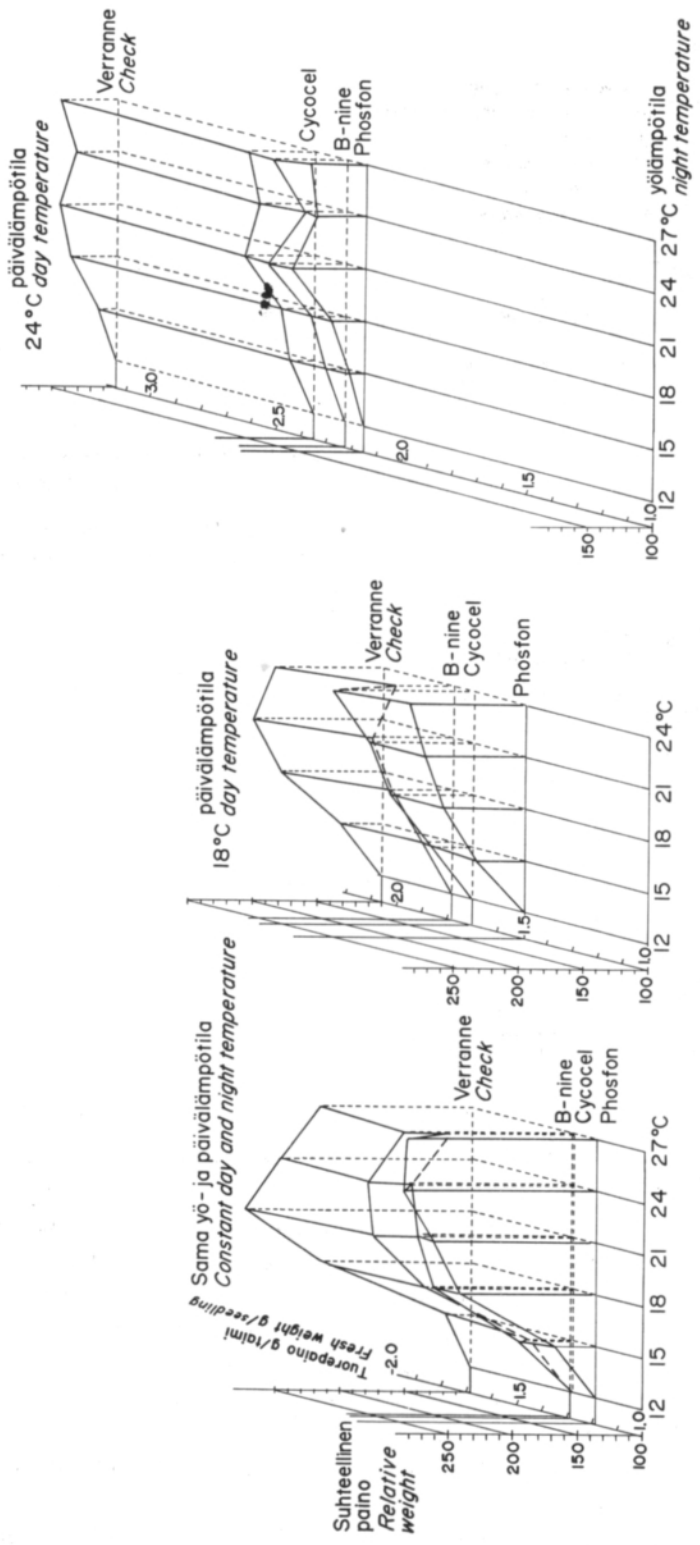 Sama yö- ja päivälämpötila
Constant day and night temperature
Suhteellinen
paino
Relative
weight
Tuorepaino g/taimi
Fresh weight g/seedling
250
200
150
100
1.0
1.5
2.0
Verranne
Check
B-nine
Cycocel
Phosfon
12
15
18
21
24
27°C
päivälämpötila
18°C day temperature
250
200
150
100
1.0
1.5
2.0
Verranne
Check
B-nine
Cycocel
Phosfon
12
15
18
21
24°C
päivälämpötila
24°C day temperature
150
100
1.0
1.5
2.0
2.5
3.0
Verranne
Check
Cycocel
B-nine
Phosfon
12
15
18
21
24
27°C yölämpötila
night temperature